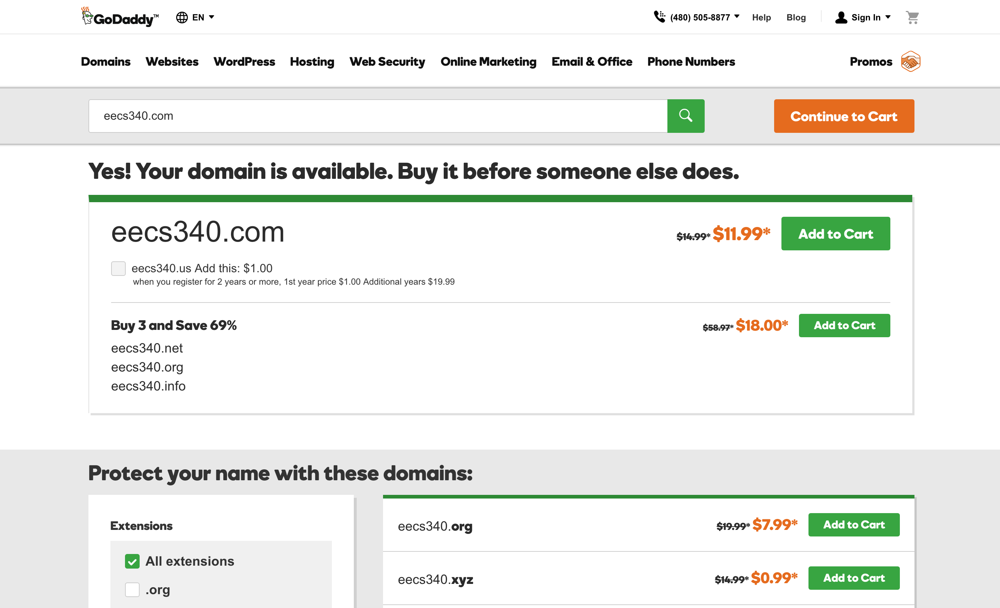 GoDaddy™ EN (480) 505-8877 Help Blog Sign In
Domains Websites WordPress Hosting Web Security Online Marketing Email & Office Phone Numbers Promos
eecs340.com Continue to Cart
Yes! Your domain is available. Buy it before someone else does.
eecs340.com $14.99* $11.99* Add to Cart
eecs340.us Add this: $1.00
when you register for 2 years or more, 1st year price $1.00 Additional years $19.99
Buy 3 and Save 69% $58.97* $18.00* Add to Cart
eecs340.net
eecs340.org
eecs340.info
Protect your name with these domains:
Extensions
All extensions
.org
eecs340.org $19.99* $7.99* Add to Cart
eecs340.xyz $14.99* $0.99* Add to Cart